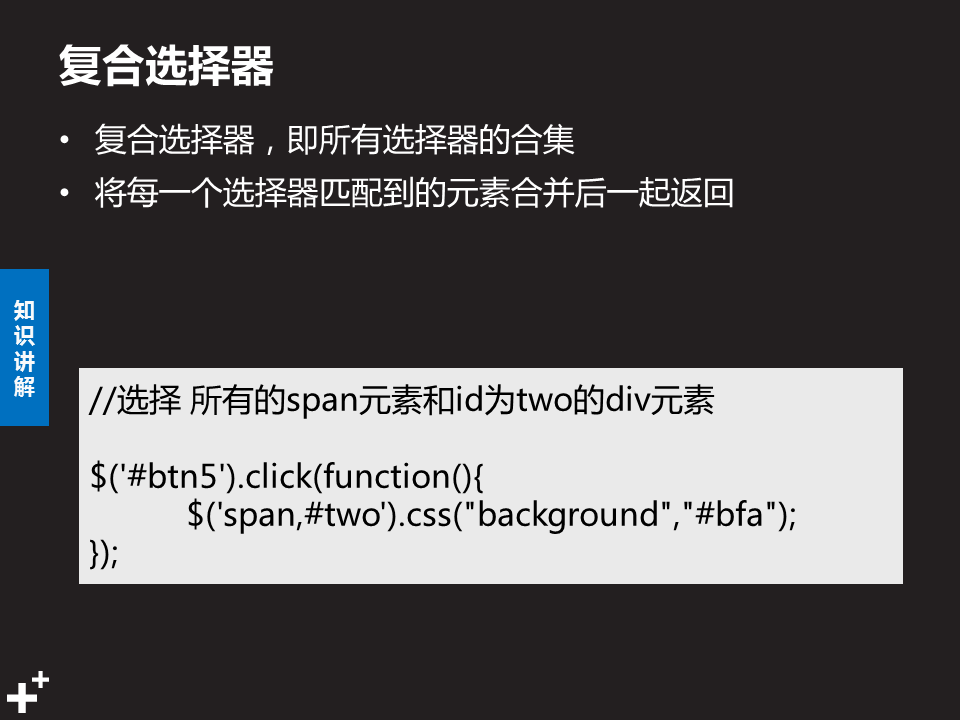 复合选择器
• 复合选择器，即所有选择器的合集
• 将每一个选择器匹配到的元素合并后一起返回
知
识
讲
解
//选择 所有的span元素和id为two的div元素
$('#btn5').click(function(){
$('span,#two').css("background","#bfa");
});